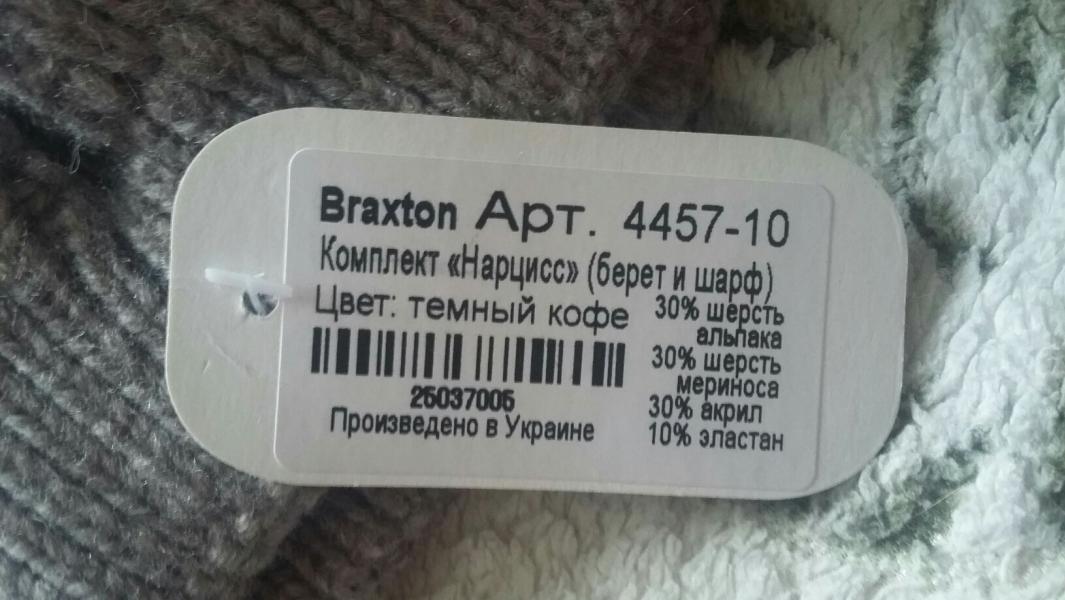 Braxton Арт. 4457-10
Комплект «Нарцисс» (берет и шарф)
Цвет: темный кофе
30% шерсть
альпака
30% шерсть
мериноса
30% акрил
10% эластан
Произведено в Украине